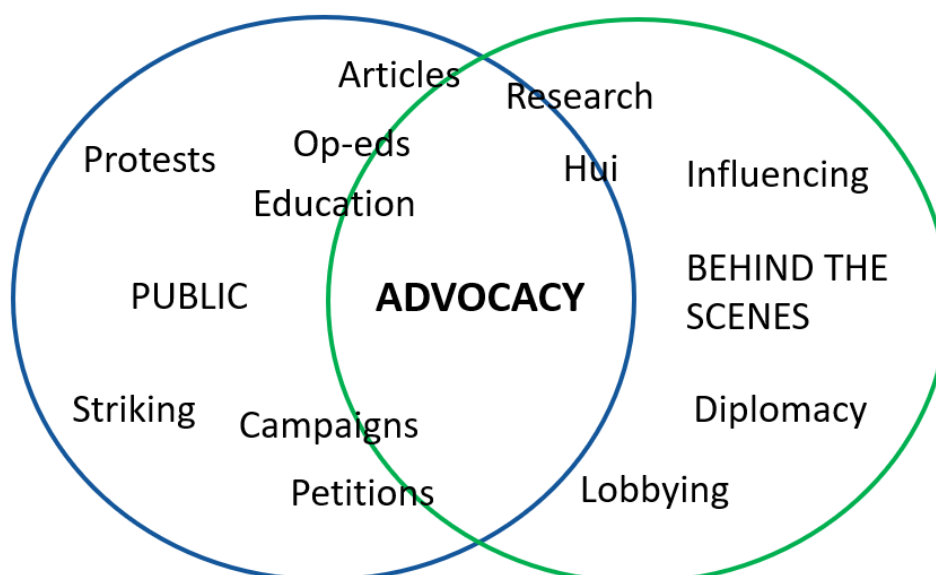 Articles
Research
Op-eds
Protests
Hui
Influencing
Education
PUBLIC
ADVOCACY
BEHIND THE
SCENES
Striking
Campaigns
Diplomacy
Petitions
Lobbying